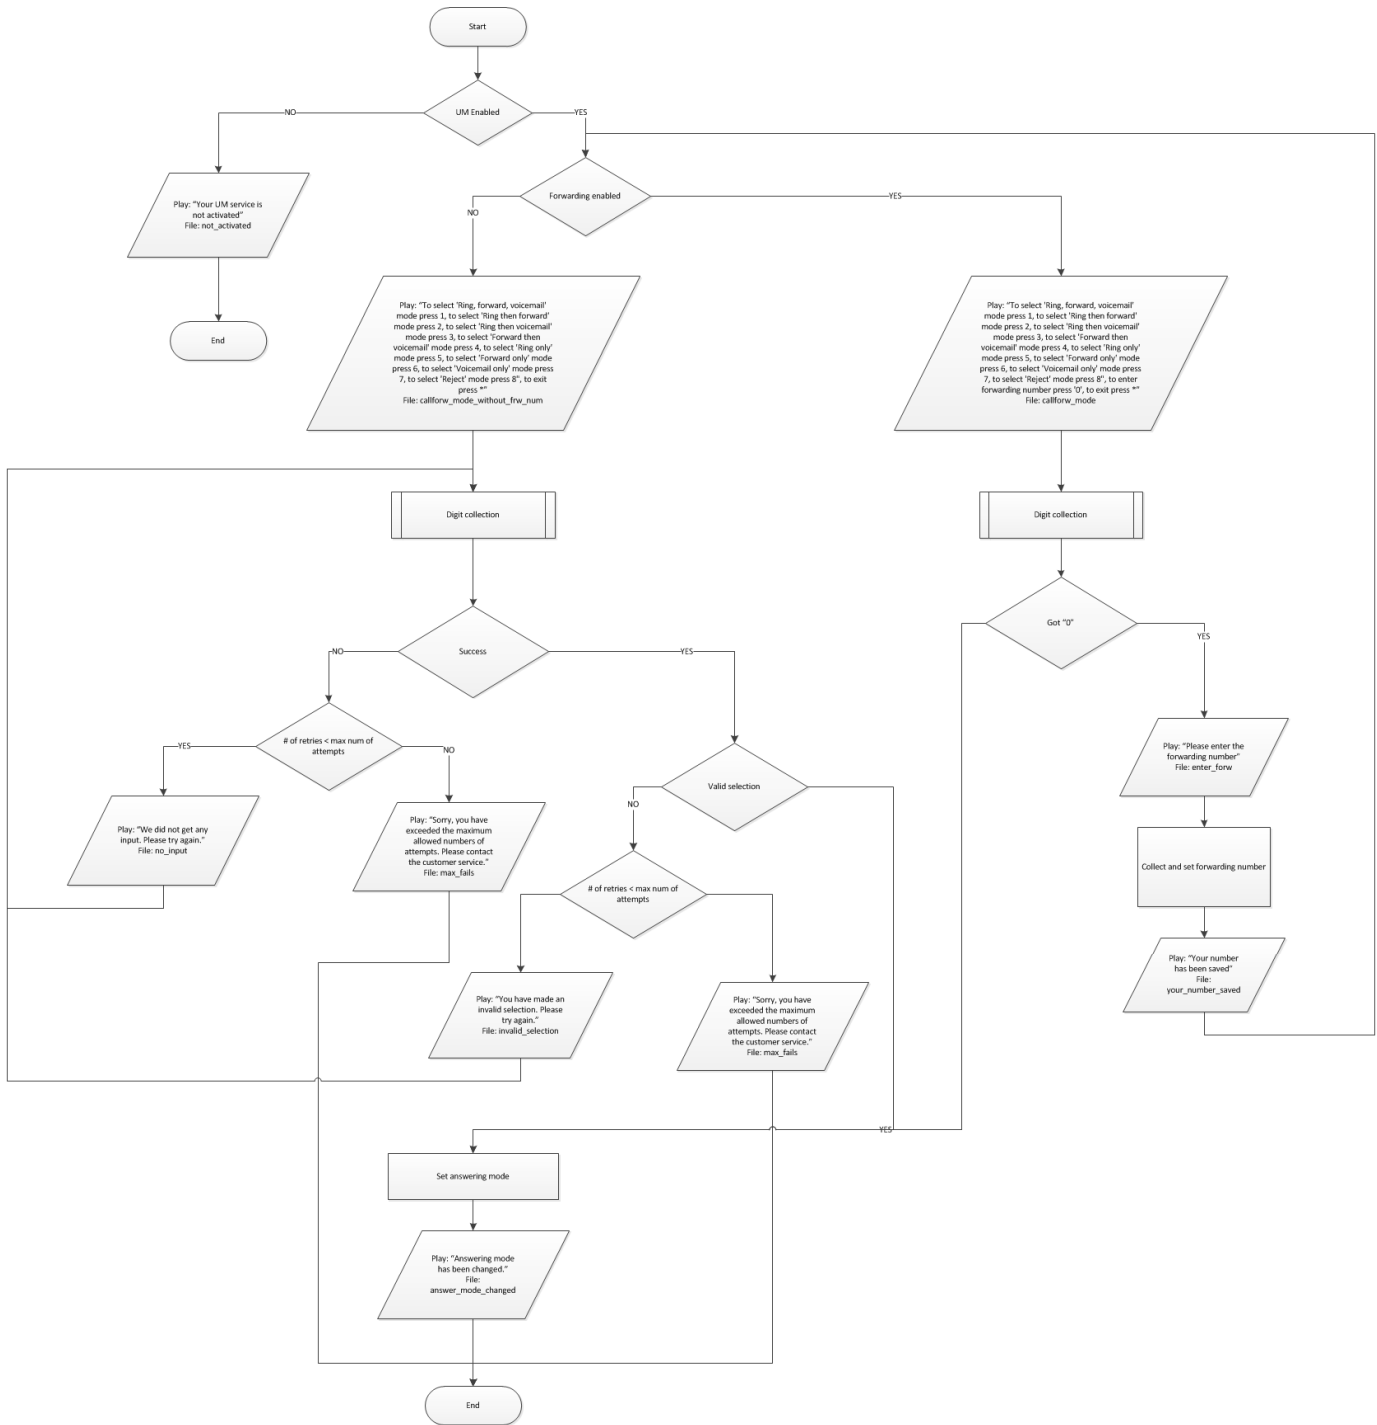 Start
UM Enabled
NO
YES
Play: "Your UM service is
not activated"
File: not_activated
End
Forwarding enabled
NO
YES
Play: "To select 'Ring, forward, voicemail'
mode press 1, to select 'Ring then forward'
mode press 2, to select 'Ring then voicemail'
mode press 3, to select 'Forward then
voicemail' mode press 4, to select 'Ring only'
mode press 5, to select 'Forward only' mode
press 6, to select 'Voicemail only' mode press
7, to select 'Reject' mode press 8", to exit
press *"
File: callforw_mode_without_frw_num
Play: "To select 'Ring, forward, voicemail'
mode press 1, to select 'Ring then forward'
mode press 2, to select 'Ring then voicemail'
mode press 3, to select 'Forward then
voicemail' mode press 4, to select 'Ring only'
mode press 5, to select 'Forward only' mode
press 6, to select 'Voicemail only' mode press
7, to select 'Reject' mode press 8", to enter
forwarding number press '0', to exit press *"
File: callforw_mode
Digit collection
Digit collection
Success
NO
YES
Got "0"
YES
# of retries < max num of
attempts
YES
NO
Play: "We did not get any
input. Please try again."
File: no_input
Play: "Sorry, you have
exceeded the maximum
allowed numbers of
attempts. Please contact
the customer service."
File: max_fails
Valid selection
NO
# of retries < max num of
attempts
Play: "You have made an
invalid selection. Please
try again."
File: invalid_selection
Play: "Sorry, you have
exceeded the maximum
allowed numbers of
attempts. Please contact
the customer service."
File: max_fails
Play: "Please enter the
forwarding number"
File: enter_forw
Collect and set forwarding number
Play: "Your number
has been saved"
File:
your_number_saved
YES
Set answering mode
Play: "Answering mode
has been changed."
File:
answer_mode_changed
End